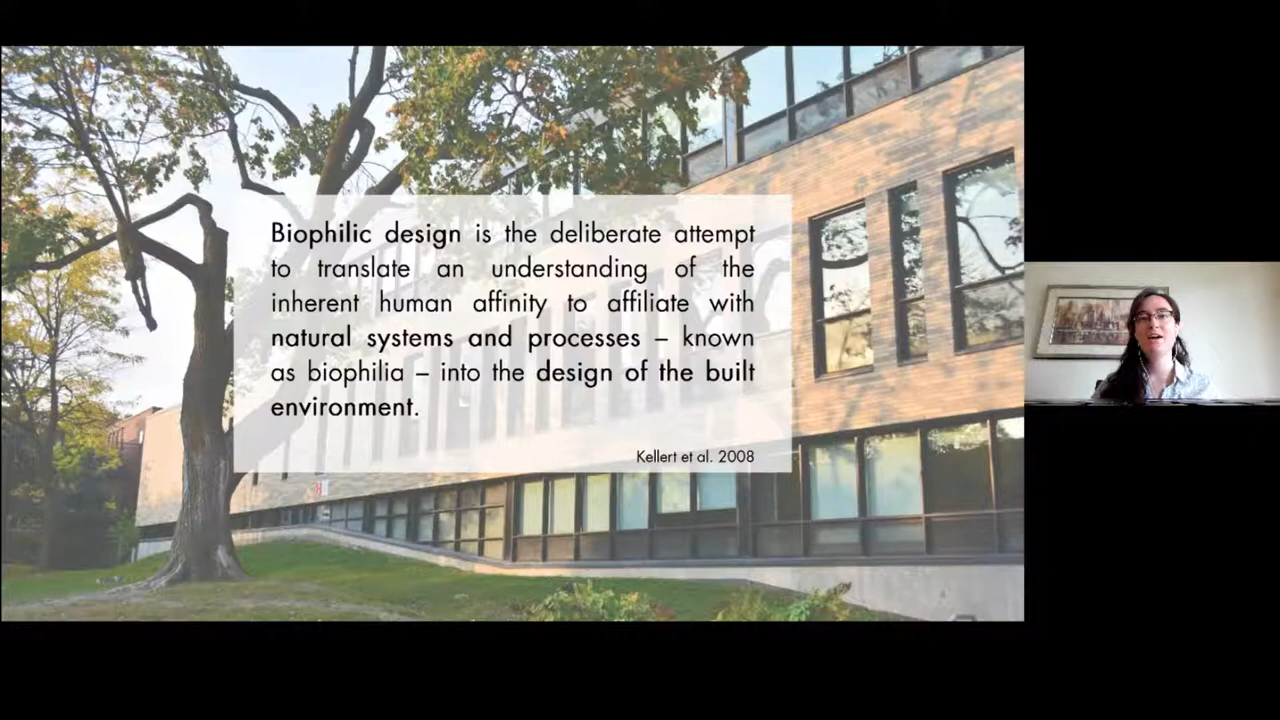 Biophilic design is the deliberate attempt
to translate an understanding of the
inherent human affinity to affiliate with
natural systems and processes – known
as biophilia – into the design of the built
environment.
Kellert et al. 2008